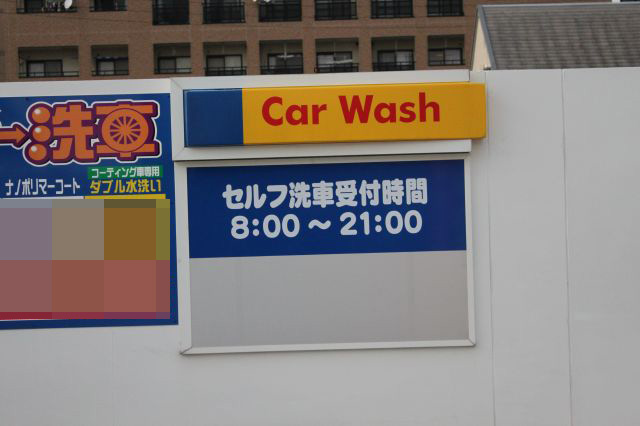 洗車
コーティング車専用
ナノポリマーコート
ダブル水洗い
Car Wash
セルフ洗車受付時間
8:00 ~ 21:00